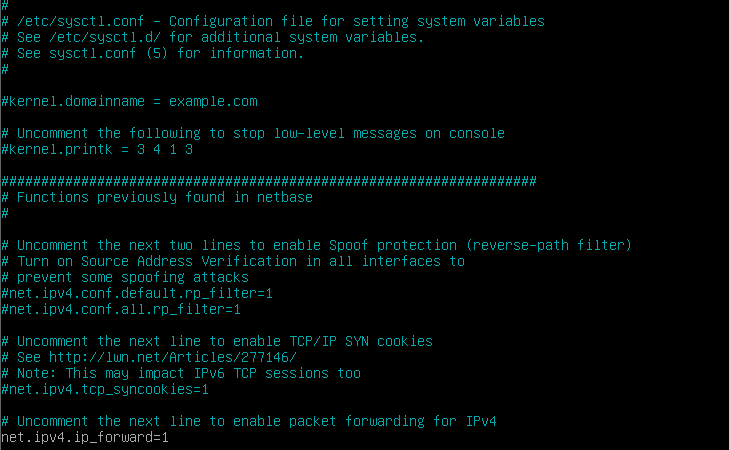 #
# /etc/sysctl.conf - Configuration file for setting system variables
# See /etc/sysctl.d/ for additional system variables.
# See sysctl.conf (5) for information.
#
#kernel.domainname = example.com
# Uncomment the following to stop low-level messages on console
#kernel.printk = 3 4 1 3
###################################################################
# Functions previously found in netbase
#
# Uncomment the next two lines to enable Spoof protection (reverse-path filter)
# Turn on Source Address Verification in all interfaces to
# prevent some spoofing attacks
#net.ipv4.conf.default.rp_filter=1
#net.ipv4.conf.all.rp_filter=1
# Uncomment the next line to enable TCP/IP SYN cookies
# See http://lwn.net/Articles/277146/
# Note: This may impact IPv6 TCP sessions too
#net.ipv4.tcp_syncookies=1
# Uncomment the next line to enable packet forwarding for IPv4
net.ipv4.ip_forward=1